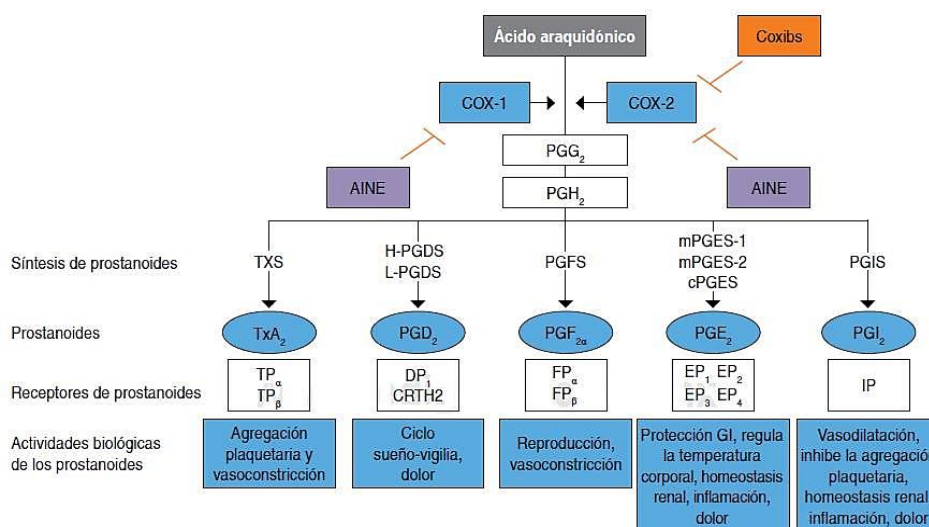 Ácido araquidónico
Coxibs
COX-1
COX-2
PGG₂
AINE
PGH₂
AINE
Síntesis de prostanoides
TXS
H-PGDS
L-PGDS
PGFS
mPGES-1
mPGES-2
cPGES
PGIS
Prostanoides
TxA₂
PGD₂
PGF₂α
PGE₂
PGI₂
Receptores de prostanoides
TPα
TPβ
DP₁
CRTH2
FPα
FPβ
EP₁ EP₂
EP₃ EP₄
IP
Actividades biológicas
de los prostanoides
Agregación
plaquetaria y
vasoconstricción
Ciclo
sueño-vigilia,
dolor
Reproducción,
vasoconstricción
Protección GI, regula
la temperatura
corporal, homeostasis
renal, inflamación,
dolor
Vasodilatación,
inhibe la agregación
plaquetaria,
homeostasis renal
inflamación, dolor